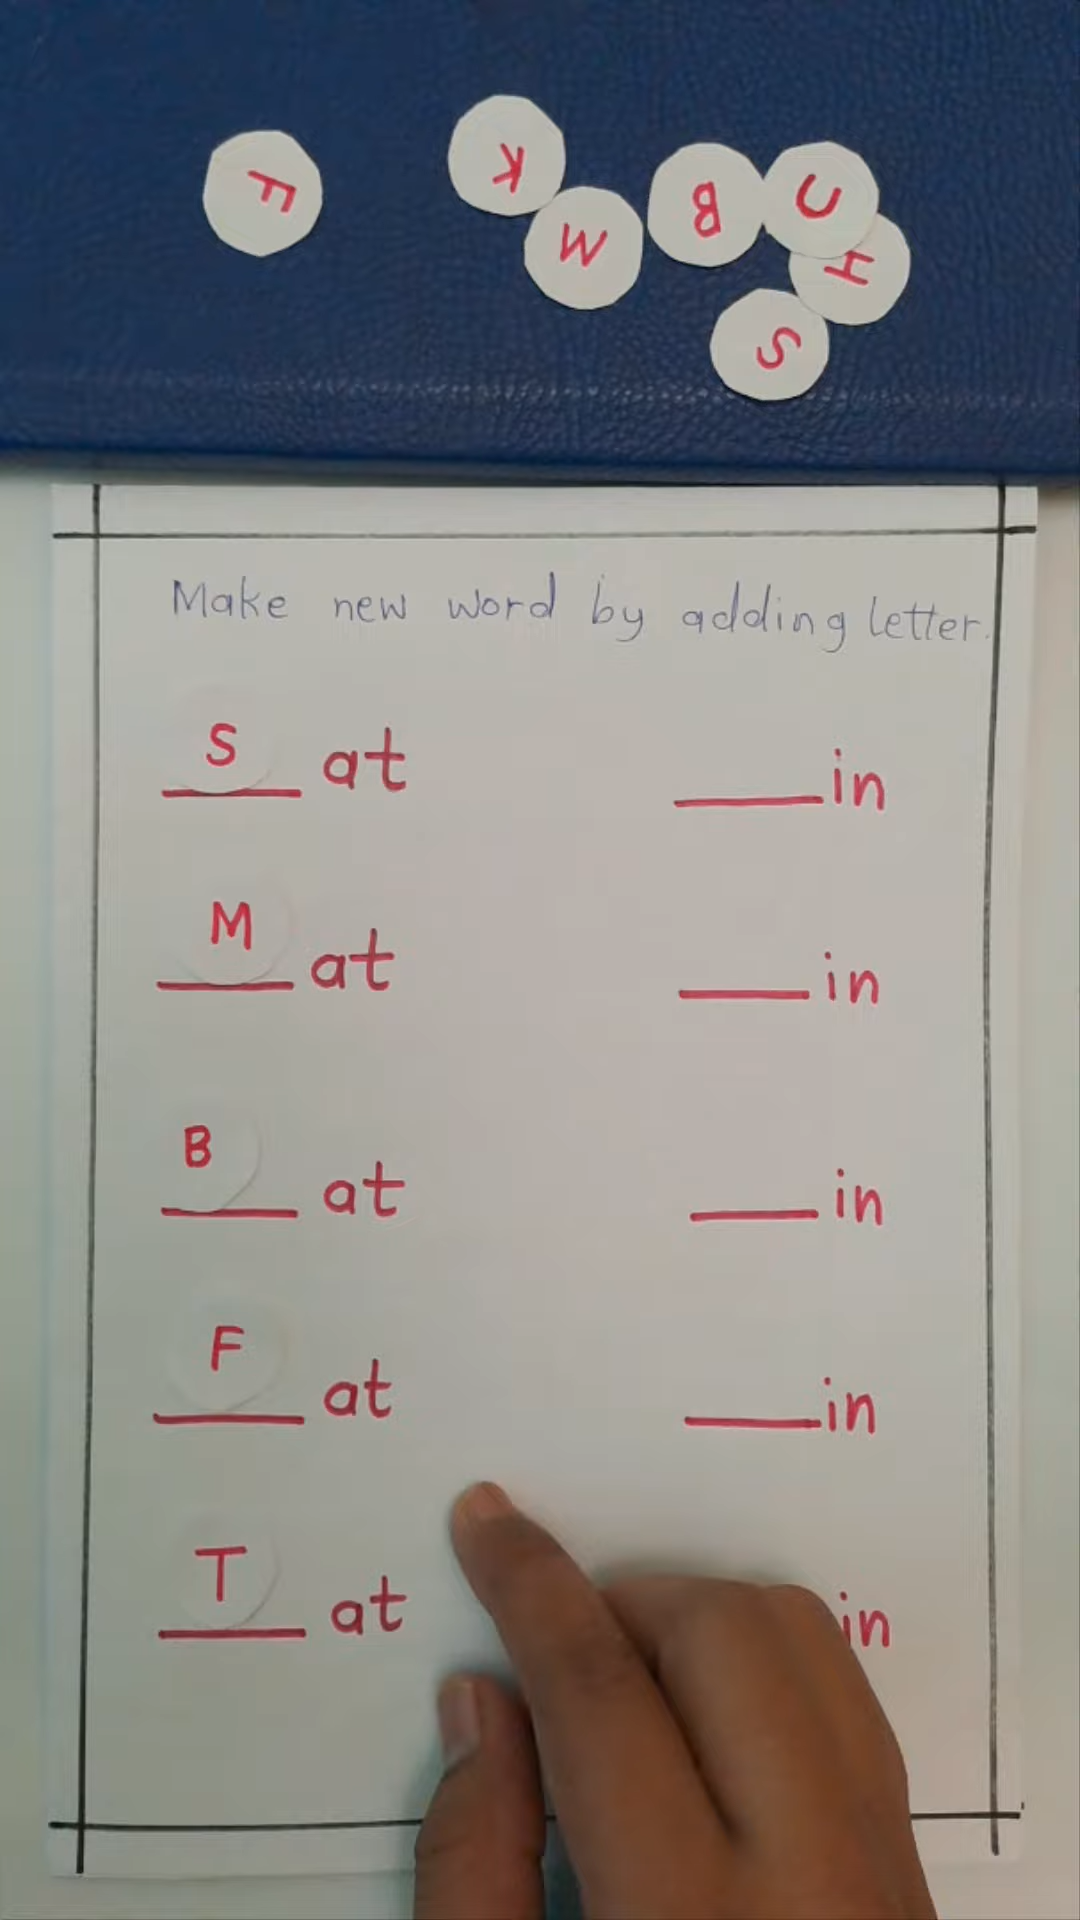 F K M B U H S
Make new word by adding letter.
S at in
M at in
B at in
F at in
T at in